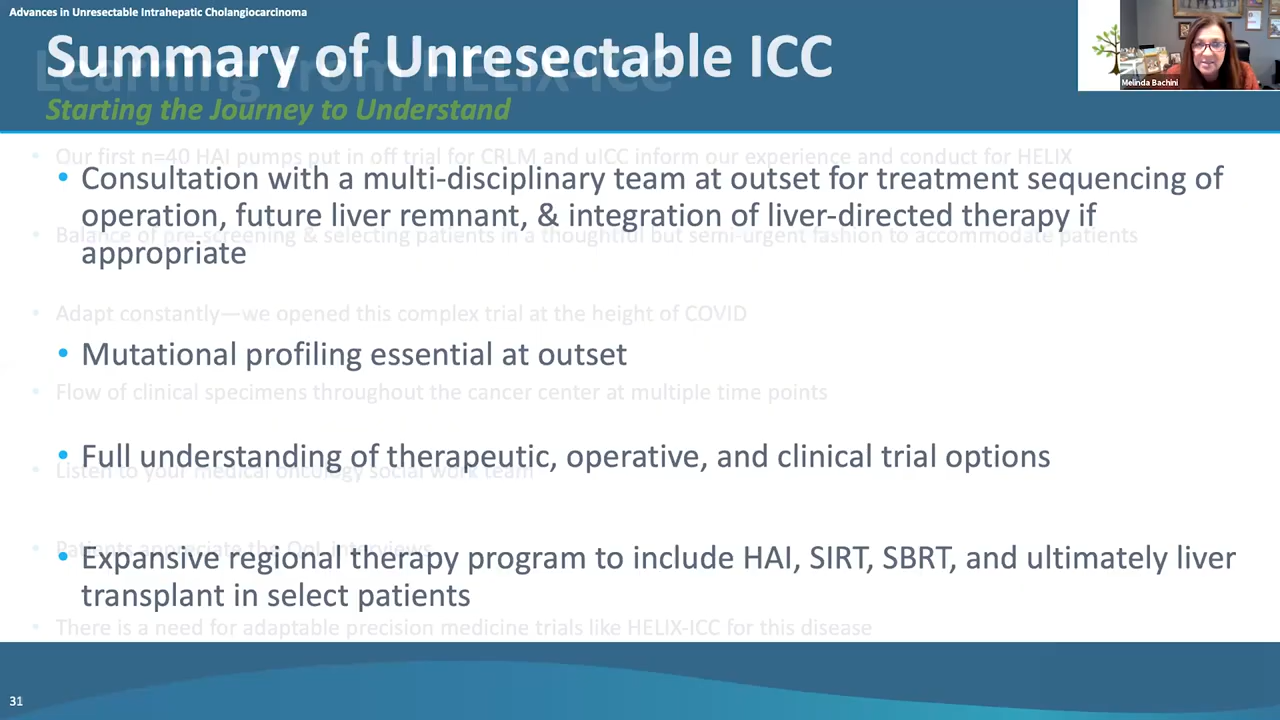 Advances in Unresectable Intrahepatic Cholangiocarcinoma
Summary of Unresectable ICC
Learning from HELIX-ICC
Starting the Journey to Understand
Melinda Bachini
• Our first n=40 HAI pumps put in off trial for CRLM and uICC inform our experience and conduct for HELIX
• Consultation with a multi-disciplinary team at outset for treatment sequencing of
operation, future liver remnant, & integration of liver-directed therapy if
• Balance of pre-screening & selecting patients in a thoughtful but semi-urgent fashion to accommodate patients
appropriate
• Adapt constantly—we opened this complex trial at the height of COVID
• Mutational profiling essential at outset
• Flow of clinical specimens throughout the cancer center at multiple time points
• Full understanding of therapeutic, operative, and clinical trial options
• Listen to your medical oncology social work team
• Patients appreciate the QoL interviews
• Expansive regional therapy program to include HAI, SIRT, SBRT, and ultimately liver
transplant in select patients
• There is a need for adaptable precision medicine trials like HELIX-ICC for this disease
31